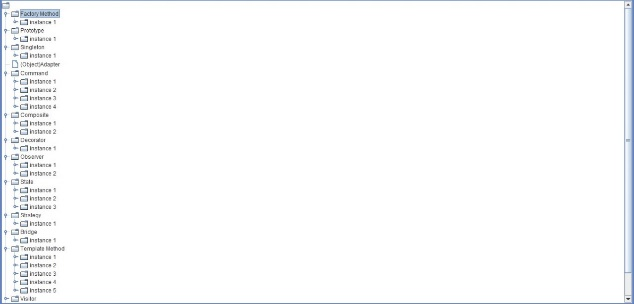 Factory Method
instance 1
Prototype
instance 1
Singleton
instance 1
(Object)Adapter
Command
instance 1
instance 2
instance 3
instance 4
Composite
instance 1
instance 2
Decorator
instance 1
Observer
instance 1
instance 2
State
instance 1
instance 2
instance 3
Strategy
instance 1
Bridge
instance 1
Template Method
instance 1
instance 2
instance 3
instance 4
instance 5
Visitor